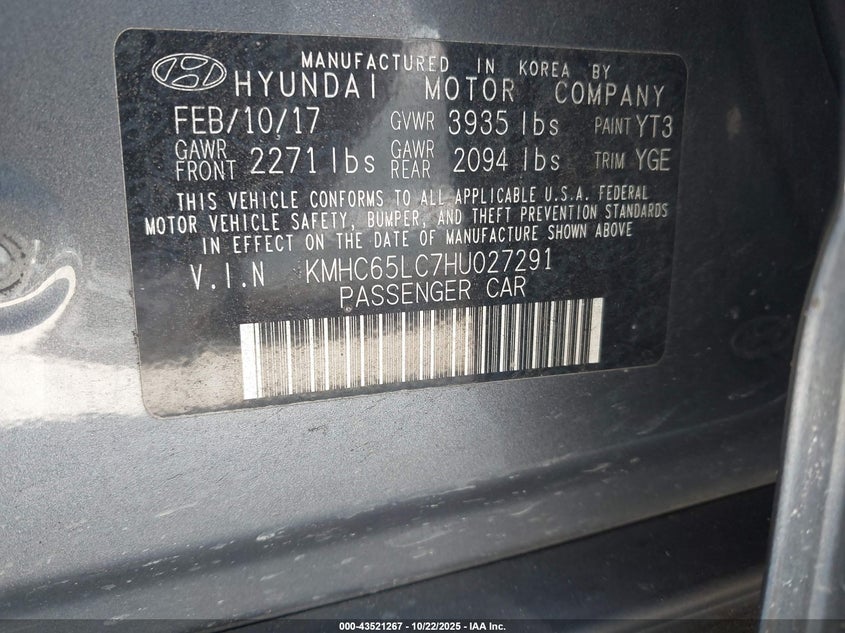 MANUFACTURED IN KOREA BY
HYUNDAI MOTOR COMPANY
FEB/10/17 GVWR 3935 lbs PAINT YT3
GAWR FRONT 2271 lbs GAWR REAR 2094 lbs TRIM YGE
THIS VEHICLE CONFORMS TO ALL APPLICABLE U.S.A. FEDERAL
MOTOR VEHICLE SAFETY, BUMPER, AND THEFT PREVENTION STANDARDS
IN EFFECT ON THE DATE OF MANUFACTURE SHOWN ABOVE
V.I.N KMHC65LC7HU027291
PASSENGER CAR
000-43521267 - 10/22/2025 - IAA Inc.